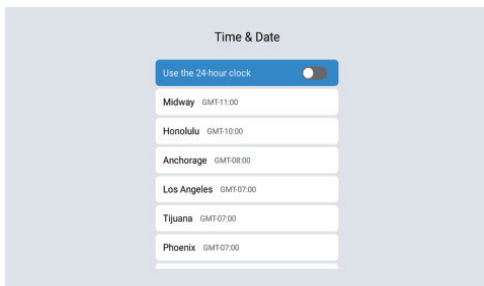 Time & Date
Use the 24-hour clock
Midway GMT-11:00
Honolulu GMT-10:00
Anchorage GMT-08:00
Los Angeles GMT-07:00
Tijuana GMT-07:00
Phoenix GMT-07:00